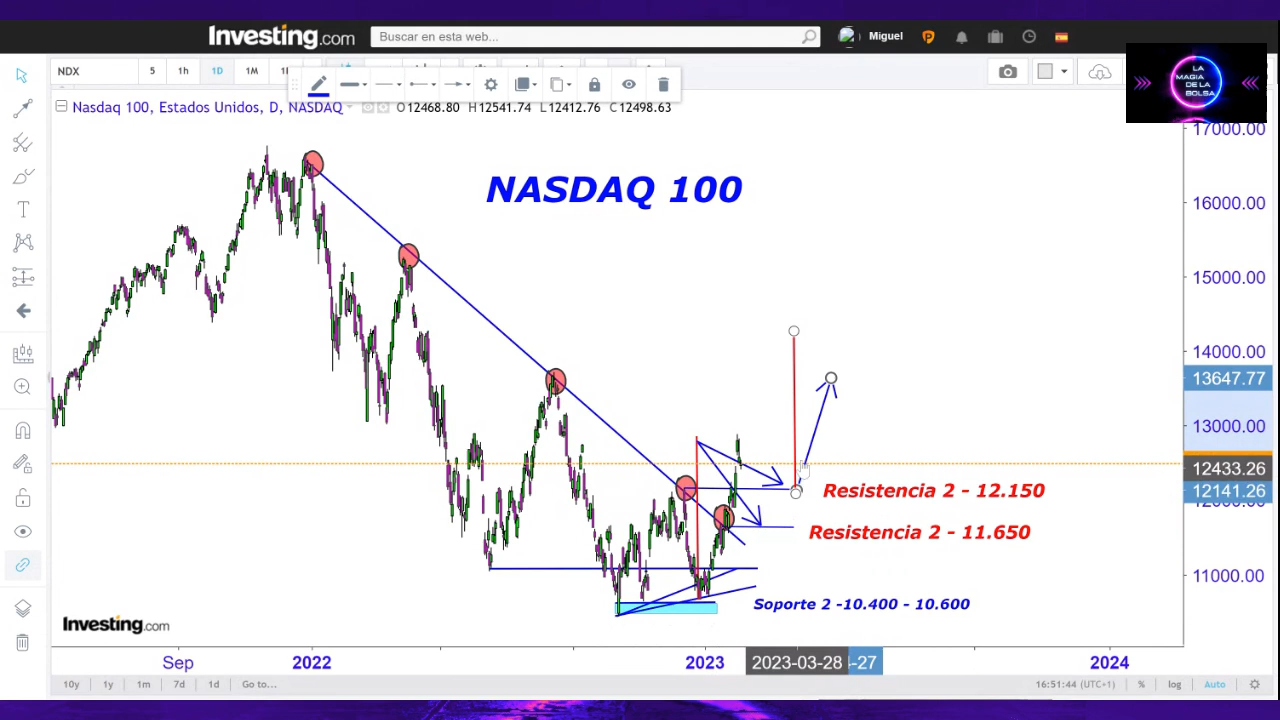 Investing.com
Buscar en esta web...
Miguel
P
LA
MAGIA
DE LA
BOLSA
NDX
5
1h
1D
1M
Nasdaq 100, Estados Unidos, D, NASDAQ
O12468.80 H12541.74 L12412.76 C12498.63
NASDAQ 100
17000.00
16000.00
15000.00
14000.00
13647.77
13000.00
12433.26
12141.26
11000.00
Resistencia 2 - 12.150
Resistencia 2 - 11.650
Soporte 2 -10.400 - 10.600
Investing.com
Sep
2022
2023
2023-03-28
-27
2024
10y
1y
1m
7d
1d
Go to...
16:51:44 (UTC+1)
%
log
Auto